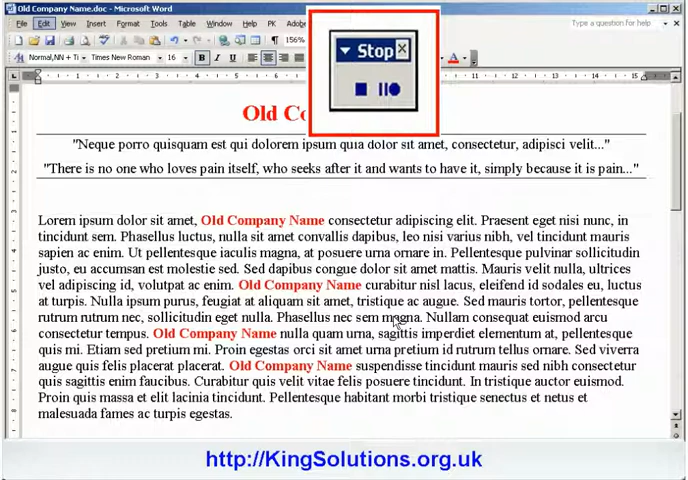 Old Company Name.doc - Microsoft Word
File Edit View Insert Format Tools Table Window Help PK
Type a question for help
156%
Normal,NN + Ti Times New Roman 16 B I U
Stop
Old Co
"Neque porro quisquam est qui dolorem ipsum quia dolor sit amet, consectetur, adipisci velit..."
"There is no one who loves pain itself, who seeks after it and wants to have it, simply because it is pain..."
Lorem ipsum dolor sit amet, Old Company Name consectetur adipiscing elit. Praesent eget nisi nunc, in
tincidunt sem. Phasellus luctus, nulla sit amet convallis dapibus, leo nisi varius nibh, vel tincidunt mauris
sapien ac enim. Ut pellentesque iaculis magna, at posuere urna ornare in. Pellentesque pulvinar sollicitudin
justo, eu accumsan est molestie sed. Sed dapibus congue dolor sit amet mattis. Mauris velit nulla, ultrices
vel adipiscing id, volutpat ac enim. Old Company Name curabitur nisl lacus, eleifend id sodales eu, luctus
at turpis. Nulla ipsum purus, feugiat at aliquam sit amet, tristique ac augue. Sed mauris tortor, pellentesque
rutrum rutrum nec, sollicitudin eget nulla. Phasellus nec sem magna. Nullam consequat euismod arcu
consectetur tempus. Old Company Name nulla quam urna, sagittis imperdiet elementum at, pellentesque
quis mi. Etiam sed pretium mi. Proin egestas orci sit amet urna pretium id rutrum tellus ornare. Sed viverra
augue quis felis placerat placerat. Old Company Name suspendisse tincidunt mauris sed nibh consectetur
quis sagittis enim faucibus. Curabitur quis velit vitae felis posuere tincidunt. In tristique auctor euismod.
Proin quis massa et elit lacinia tincidunt. Pellentesque habitant morbi tristique senectus et netus et
malesuada fames ac turpis egestas.
http://KingSolutions.org.uk